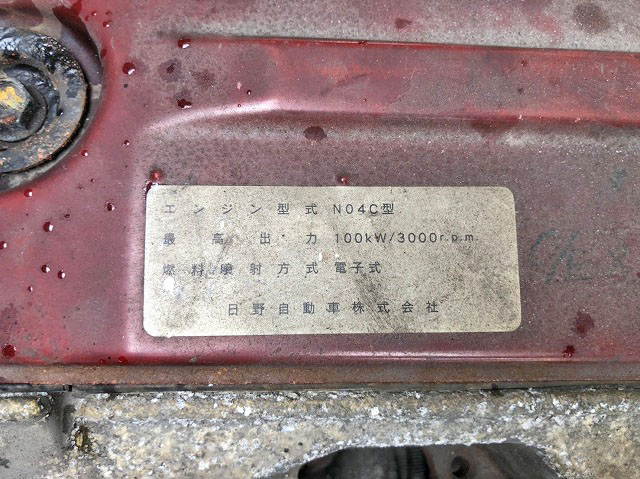 エンジン型式 N04C型
最高出力 100kW/3000r.p.m.
燃料噴射方式 電子式
日野自動車株式会社